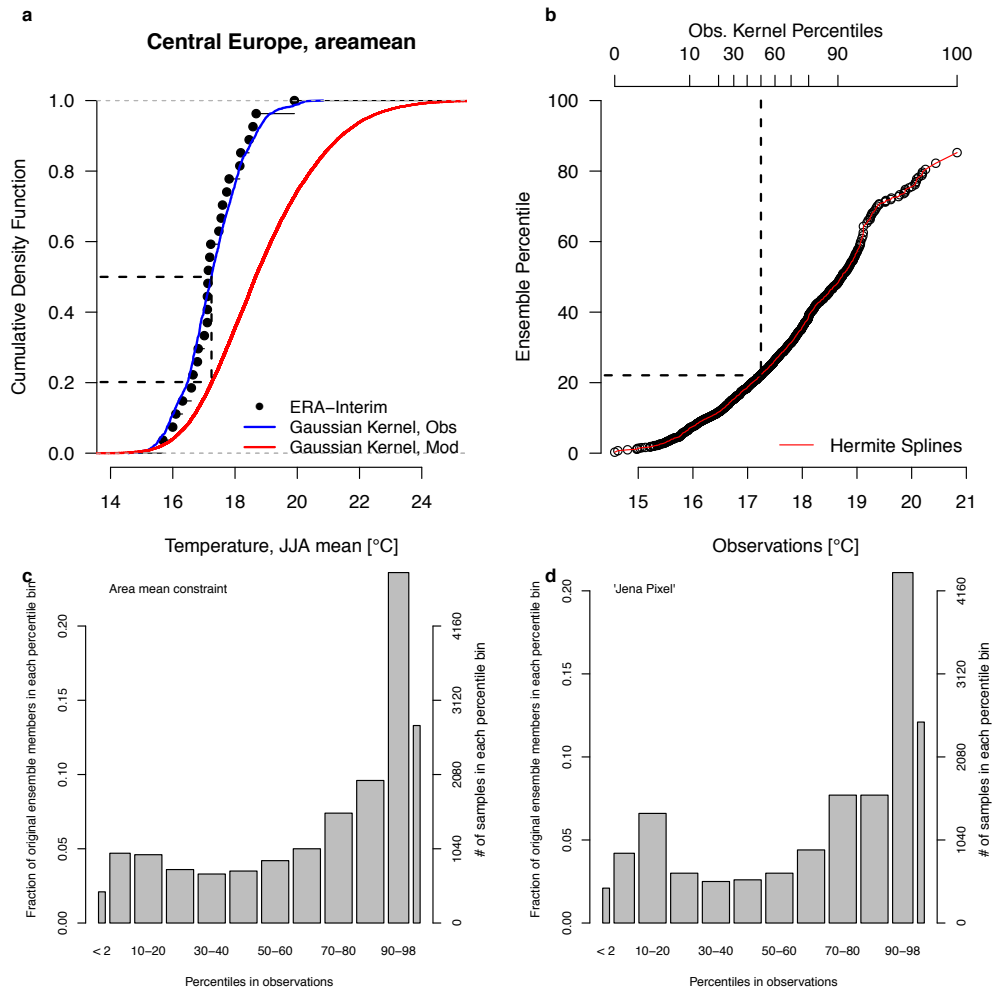 a
Central Europe, areamean
1.0
0.8
0.6
0.4
0.2
0.0
Cumulative Density Function
ERA−Interim
Gaussian Kernel, Obs
Gaussian Kernel, Mod
14 16 18 20 22 24
Temperature, JJA mean [°C]
b
Obs. Kernel Percentiles
0 10 30 60 90 100
100
80
60
40
20
0
Ensemble Percentile
Hermite Splines
15 16 17 18 19 20 21
Observations [°C]
c
Area mean constraint
0.20
0.15
0.10
0.05
0.00
Fraction of original ensemble members in each percentile bin
4160
3120
2080
1040
0
# of samples in each percentile bin
< 2 10−20 30−40 50−60 70−80 90−98
Percentiles in observations
d
'Jena Pixel'
0.20
0.15
0.10
0.05
0.00
Fraction of original ensemble members in each percentile bin
4160
3120
2080
1040
0
# of samples in each percentile bin
< 2 10−20 30−40 50−60 70−80 90−98
Percentiles in observations